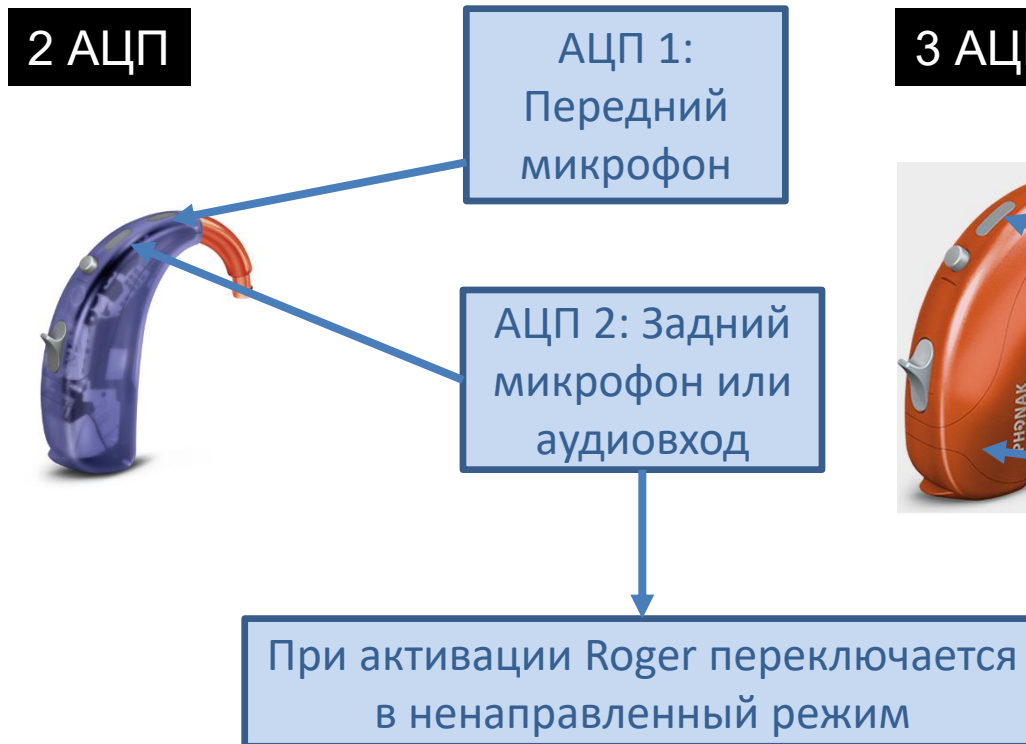 2 АЦП
АЦП 1:
Передний
микрофон
3 АЦ
АЦП 2: Задний
микрофон или
аудиовход
PHONAK
При активации Roger переключается
в ненаправленный режим